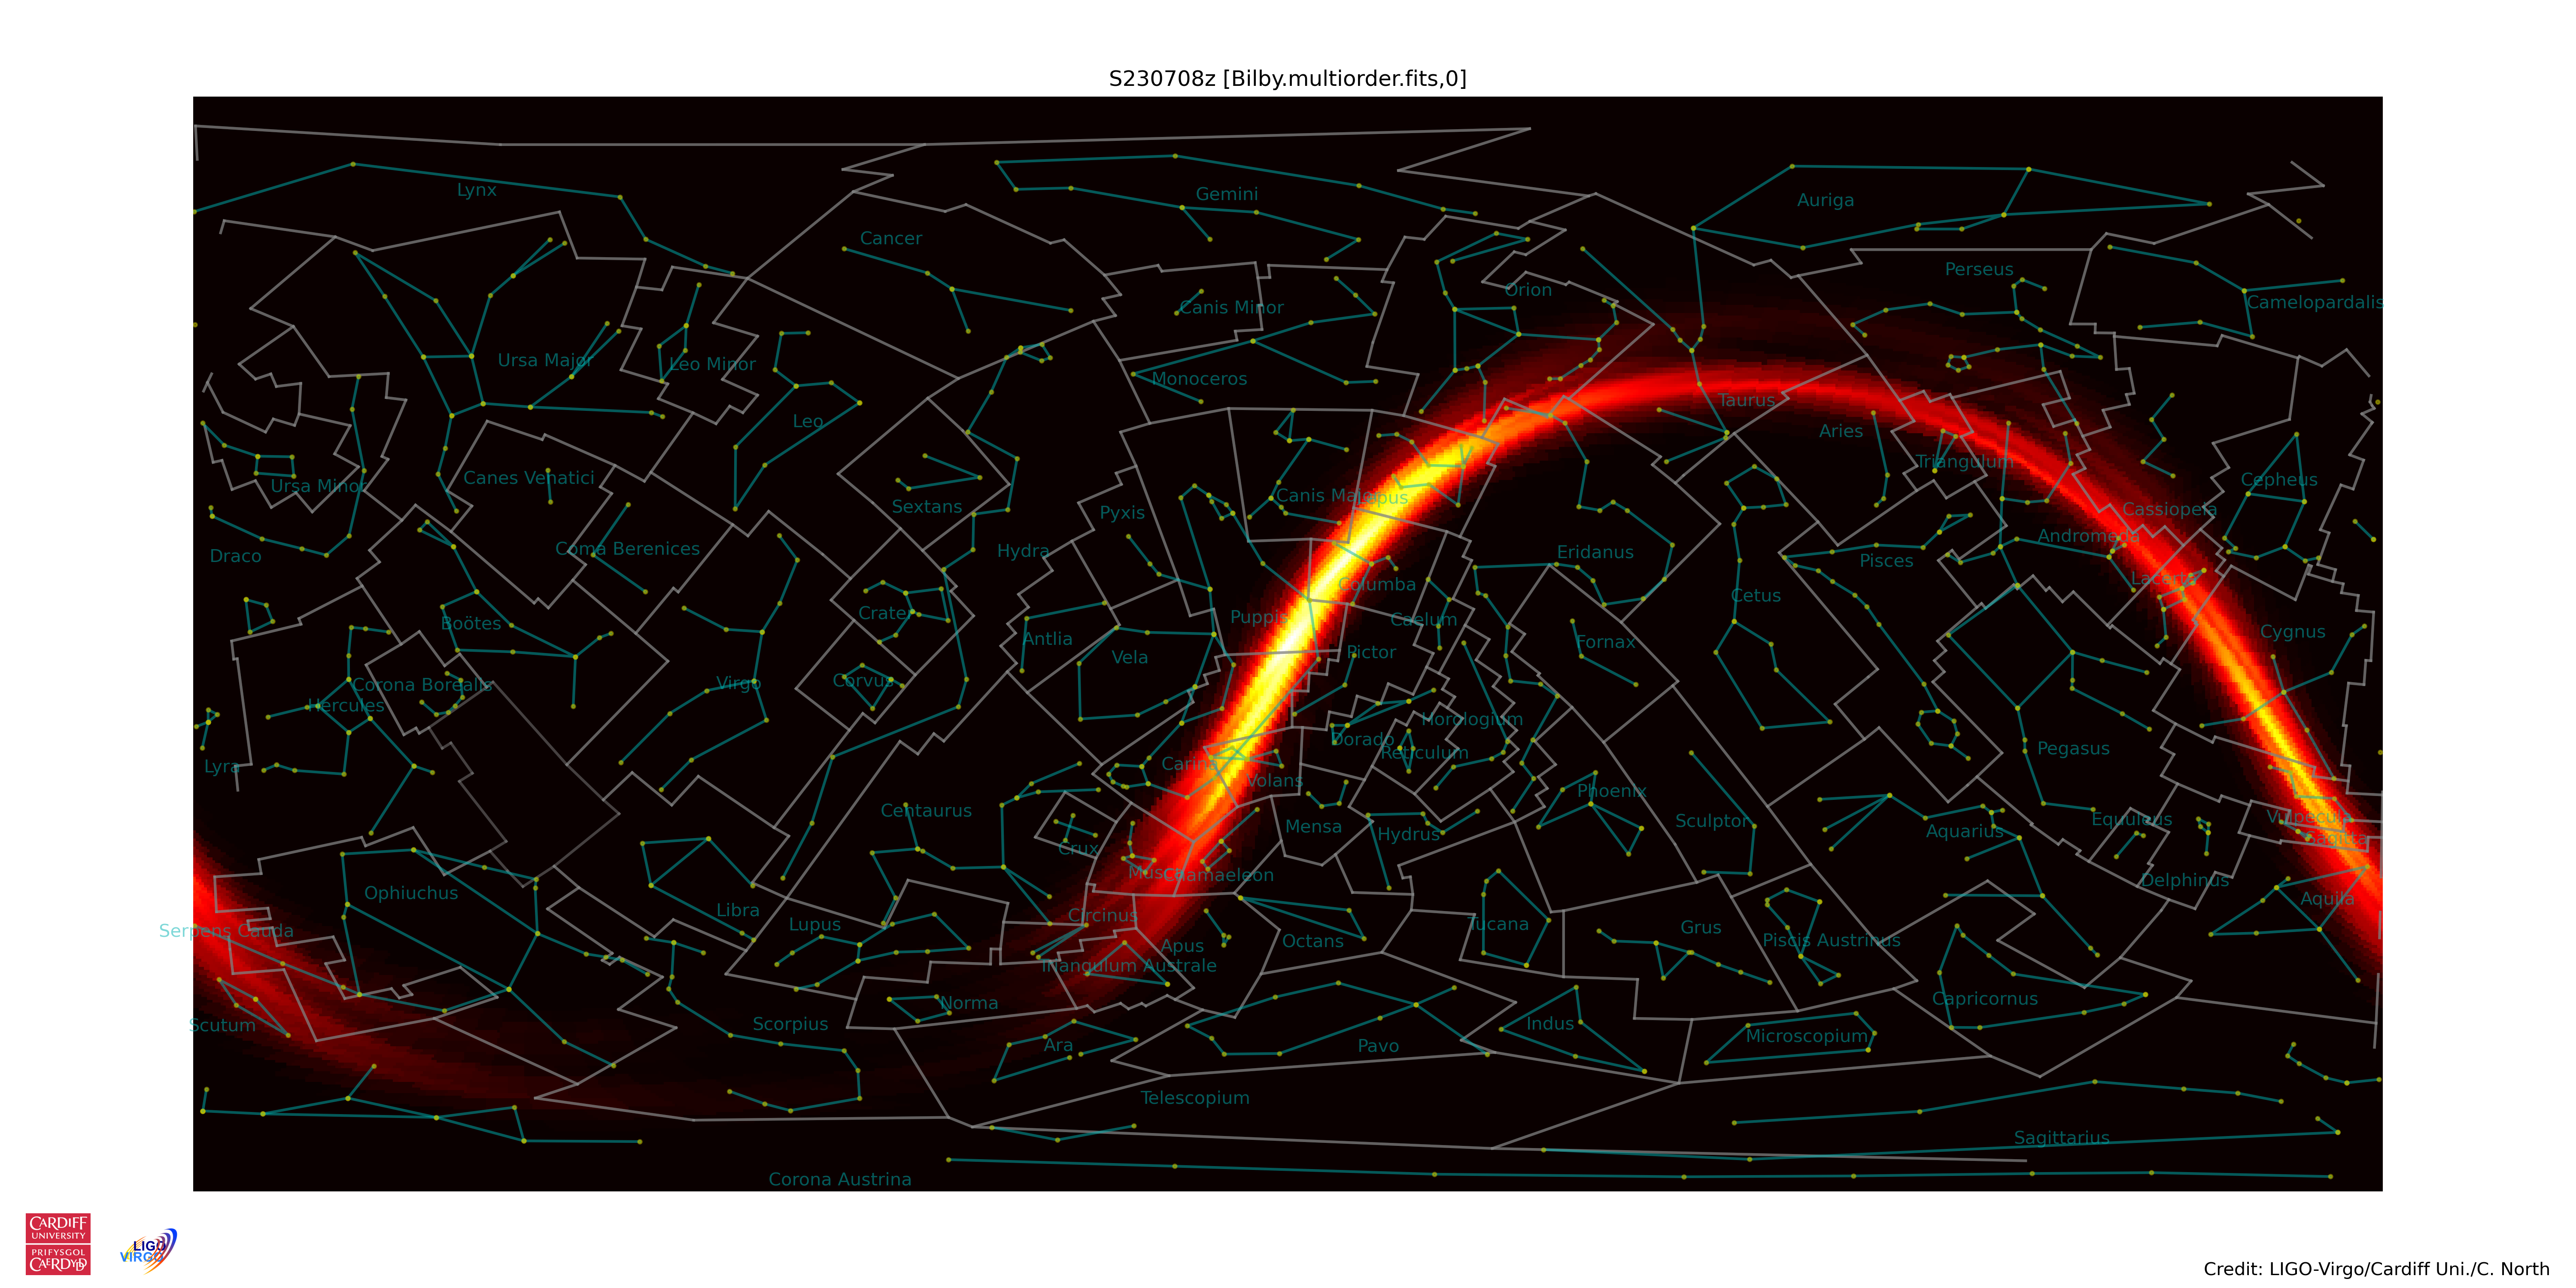 S230708z [Bilby.multiorder.fits,0]
Lynx
Gemini
Auriga
Cancer
Perseus
Orion
Camelopardalis
Canis Minor
Ursa Major
Leo Minor
Monoceros
Taurus
Leo
Aries
Triangulum
Canes Venatici
Ursa Minor
Cepheus
Canis Major
Lepus
Sextans
Pyxis
Cassiopeia
Andromeda
Coma Berenices
Draco
Hydra
Eridanus
Pisces
Lacerta
Columba
Cetus
Crater
Puppis
Caelum
Boötes
Cygnus
Antlia
Fornax
Vela
Pictor
Corona Borealis
Virgo
Corvus
Hercules
Horologium
Dorado
Reticulum
Pegasus
Lyra
Carina
Volans
Phoenix
Centaurus
Vulpecula
Equuleus
Sculptor
Mensa
Hydrus
Aquarius
Sagitta
Crux
Musca
Chamaeleon
Delphinus
Ophiuchus
Aquila
Libra
Circinus
Lupus
Tucana
Grus
Serpens Cauda
Apus
Octans
Piscis Austrinus
Triangulum Australe
Norma
Capricornus
Scutum
Scorpius
Indus
Microscopium
Ara
Pavo
Telescopium
Sagittarius
Corona Austrina
CARDIFF
UNIVERSITY
PRIFYSGOL
CAERDYDD
LIGO
VIRGO
Credit: LIGO-Virgo/Cardiff Uni./C. North